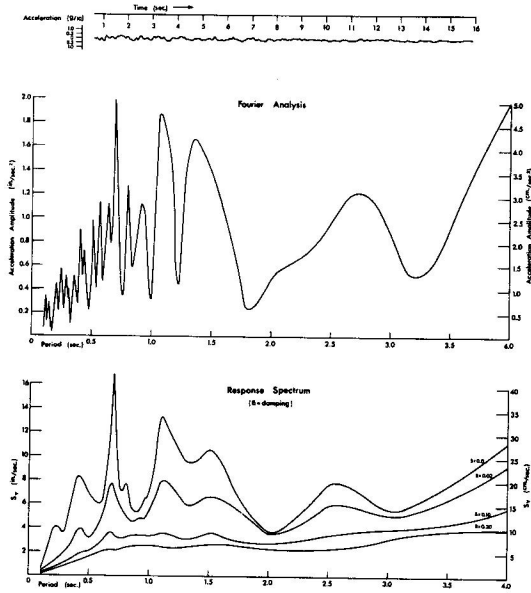 Time (sec.)
Acceleration (g/10)
1 2 3 4 5 6 7 8 9 10 11 12 13 14 15 16
Fourier Analysis
Acceleration Amplitude (in/sec.²)
2.0
1.8
1.6
1.4
1.2
1.0
0.8
0.6
0.4
0.2
Acceleration Amplitude (cm/sec.²)
5.0
4.5
4.0
3.5
3.0
2.5
2.0
1.5
1.0
0.5
0 0.5 1.0 1.5 2.0 2.5 3.0 3.5 4.0
Period (sec.)
Response Spectrum
(B = damping)
Sv (in/sec.)
16
14
12
10
8
6
4
2
Sv (cm/sec.)
40
35
30
25
20
15
10
5
B=0.0
B=0.02
B=0.10
B=0.20
0 0.5 1.0 1.5 2.0 2.5 3.0 3.5 4.0
Period (sec.)